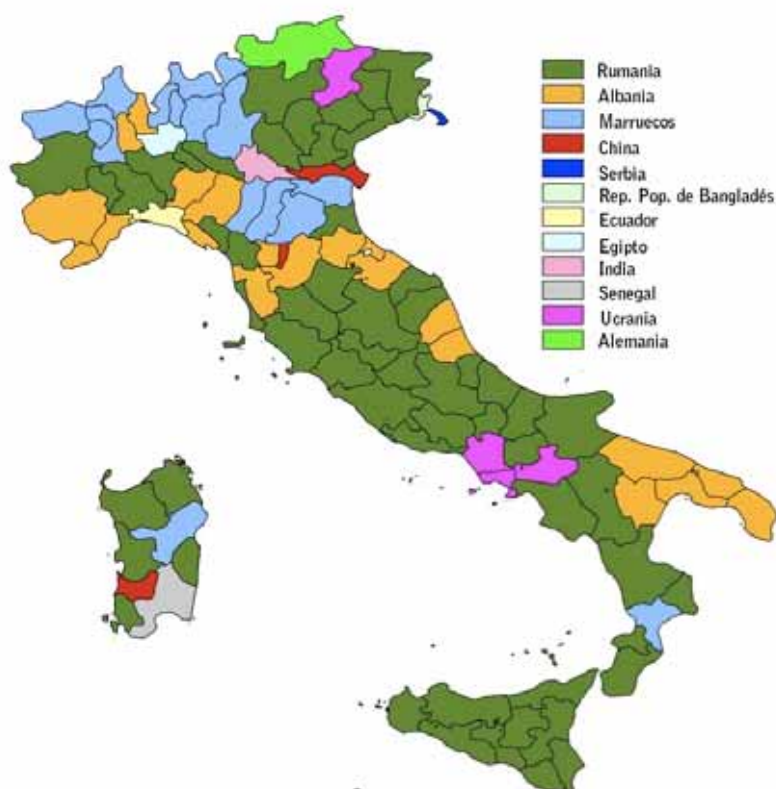 Rumania
Albania
Marruecos
China
Serbia
Rep. Pop. de Bangladés
Ecuador
Egipto
India
Senegal
Ucrania
Alemania